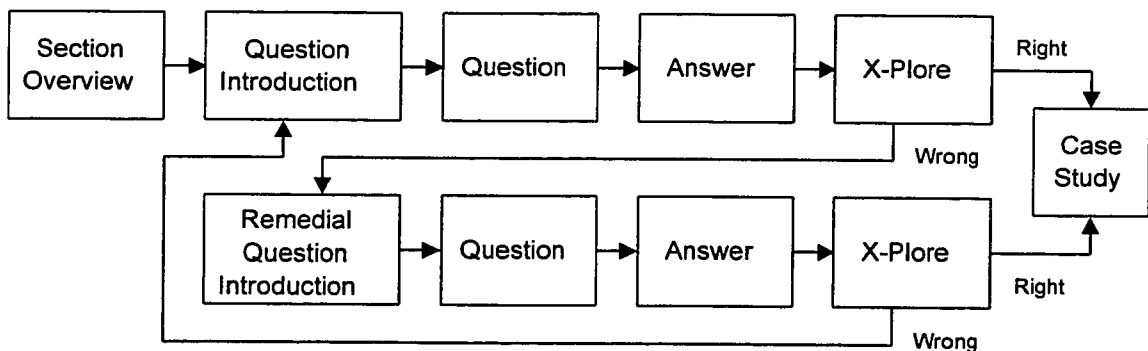 Section
Overview
Question
Introduction
Question
Answer
X-Plore
Right
Wrong
Case
Study
Remedial
Question
Introduction
Question
Answer
X-Plore
Right
Wrong